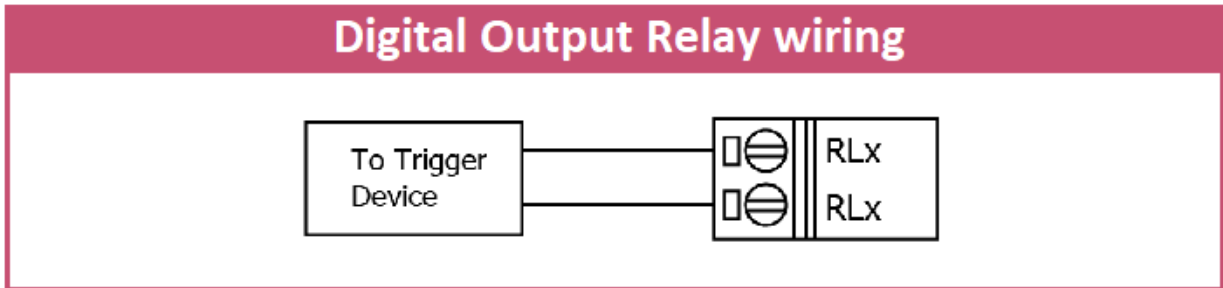 Digital Output Relay wiring
To Trigger
Device
RLx
RLx